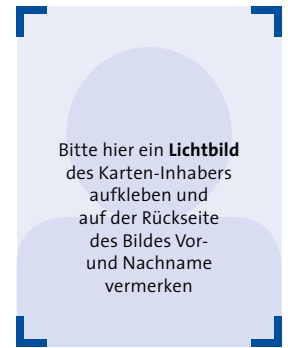 Bitte hier ein Lichtbild
des Karten-Inhabers
aufkleben und
auf der Rückseite
des Bildes Vor-
und Nachname
vermerken